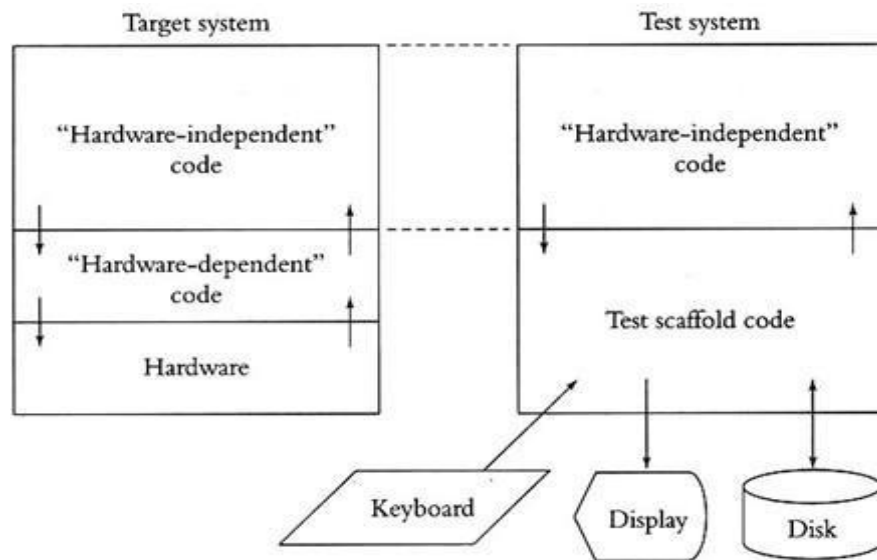 Target system
Test system
“Hardware-independent”
code
“Hardware-independent”
code
“Hardware-dependent”
code
Test scaffold code
Hardware
Keyboard
Display
Disk